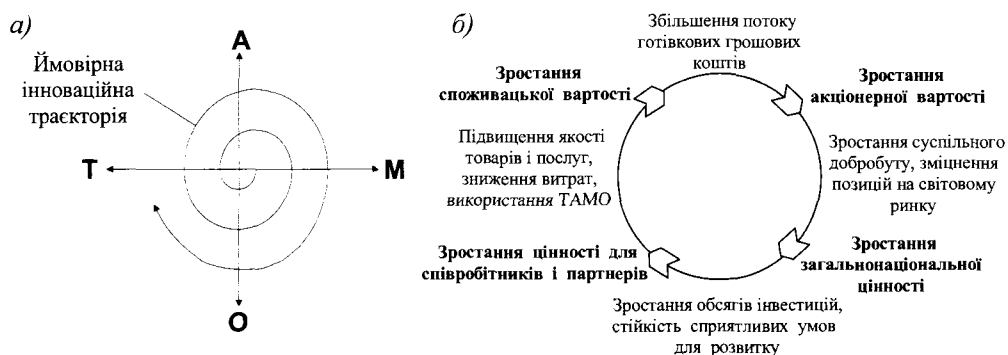 а)
А
Ймовірна
інноваційна
траєкторія
Т
М
О
б)
Збільшення потоку
готівкових грошових
коштів
Зростання
споживацької вартості
Зростання
акціонерної вартості
Підвищення якості
товарів і послуг,
зниження витрат,
використання ТАМО
Зростання суспільного
добробуту, зміцнення
позицій на світовому
ринку
Зростання цінності для
співробітників і партнерів
Зростання
загальнонаціональної
цінності
Зростання обсягів інвестицій,
стійкість сприятливих умов
для розвитку